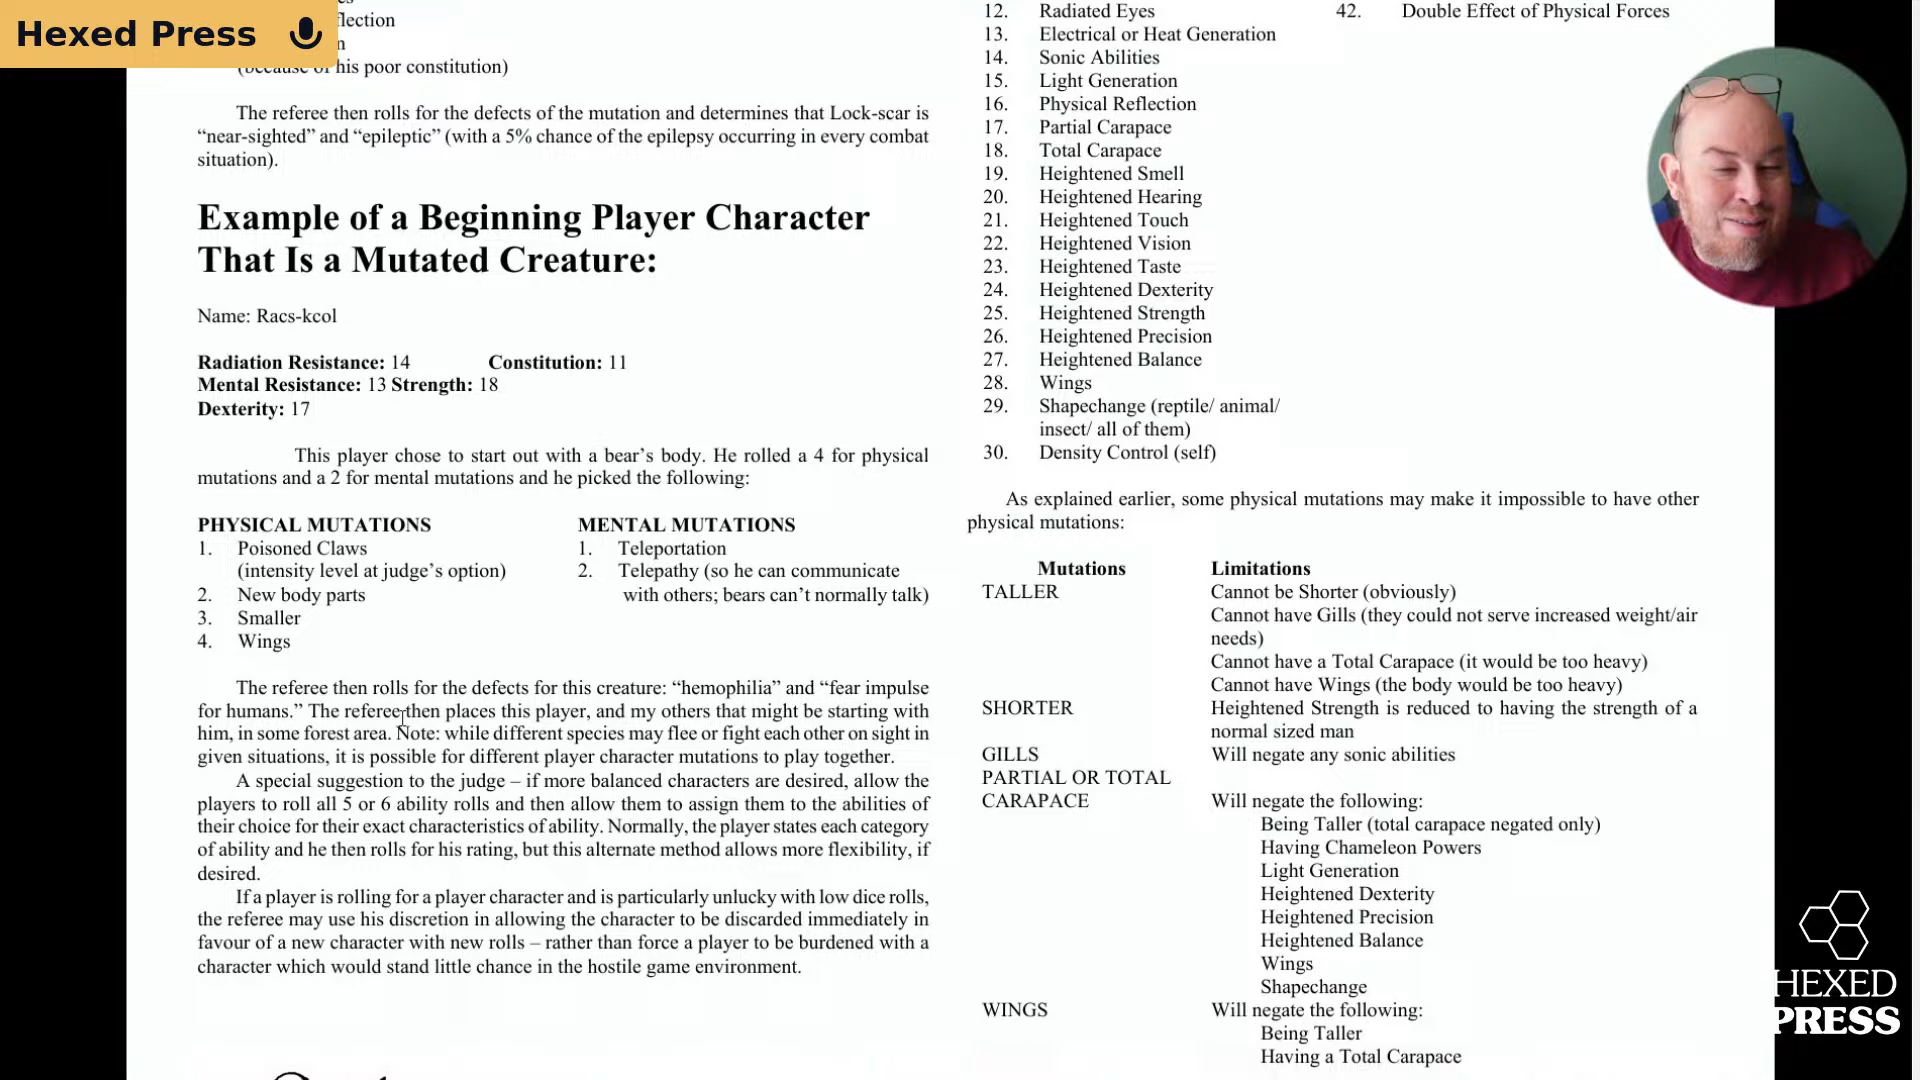 Hexed Press
flection
n
(because of his poor constitution)
The referee then rolls for the defects of the mutation and determines that Lock-scar is
“near-sighted” and “epileptic” (with a 5% chance of the epilepsy occurring in every combat
situation).
Example of a Beginning Player Character
That Is a Mutated Creature:
Name: Racs-kcol
Radiation Resistance: 14 Constitution: 11
Mental Resistance: 13 Strength: 18
Dexterity: 17
This player chose to start out with a bear’s body. He rolled a 4 for physical
mutations and a 2 for mental mutations and he picked the following:
PHYSICAL MUTATIONS MENTAL MUTATIONS
1. Poisoned Claws 1. Teleportation
(intensity level at judge’s option) 2. Telepathy (so he can communicate
2. New body parts with others; bears can’t normally talk)
3. Smaller
4. Wings
The referee then rolls for the defects for this creature: “hemophilia” and “fear impulse
for humans.” The referee then places this player, and my others that might be starting with
him, in some forest area. Note: while different species may flee or fight each other on sight in
given situations, it is possible for different player character mutations to play together.
A special suggestion to the judge – if more balanced characters are desired, allow the
players to roll all 5 or 6 ability rolls and then allow them to assign them to the abilities of
their choice for their exact characteristics of ability. Normally, the player states each category
of ability and he then rolls for his rating, but this alternate method allows more flexibility, if
desired.
If a player is rolling for a player character and is particularly unlucky with low dice rolls,
the referee may use his discretion in allowing the character to be discarded immediately in
favour of a new character with new rolls – rather than force a player to be burdened with a
character which would stand little chance in the hostile game environment.
12. Radiated Eyes 42. Double Effect of Physical Forces
13. Electrical or Heat Generation
14. Sonic Abilities
15. Light Generation
16. Physical Reflection
17. Partial Carapace
18. Total Carapace
19. Heightened Smell
20. Heightened Hearing
21. Heightened Touch
22. Heightened Vision
23. Heightened Taste
24. Heightened Dexterity
25. Heightened Strength
26. Heightened Precision
27. Heightened Balance
28. Wings
29. Shapechange (reptile/ animal/
insect/ all of them)
30. Density Control (self)
As explained earlier, some physical mutations may make it impossible to have other
physical mutations:
Mutations Limitations
TALLER Cannot be Shorter (obviously)
Cannot have Gills (they could not serve increased weight/air
needs)
Cannot have a Total Carapace (it would be too heavy)
Cannot have Wings (the body would be too heavy)
SHORTER Heightened Strength is reduced to having the strength of a
normal sized man
GILLS Will negate any sonic abilities
PARTIAL OR TOTAL
CARAPACE Will negate the following:
Being Taller (total carapace negated only)
Having Chameleon Powers
Light Generation
Heightened Dexterity
Heightened Precision
Heightened Balance
Wings
Shapechange
WINGS Will negate the following:
Being Taller
Having a Total Carapace
HEXED
PRESS